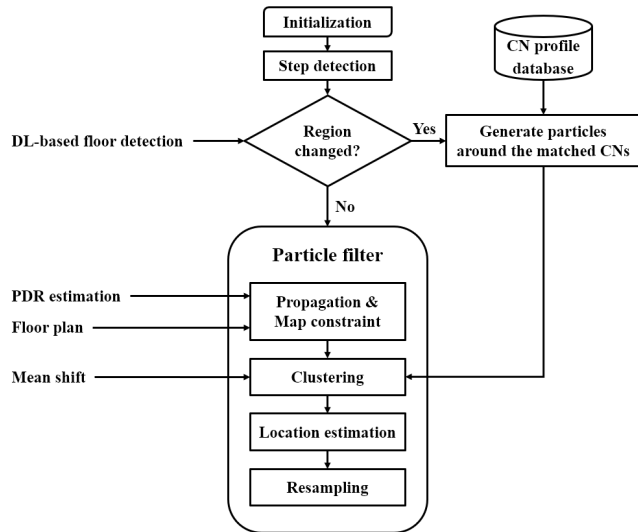 Initialization
CN profile
database
Step detection
DL-based floor detection
Region
changed?
Yes
Generate particles
around the matched CNs
No
Particle filter
PDR estimation
Propagation &
Map constraint
Floor plan
Mean shift
Clustering
Location estimation
Resampling